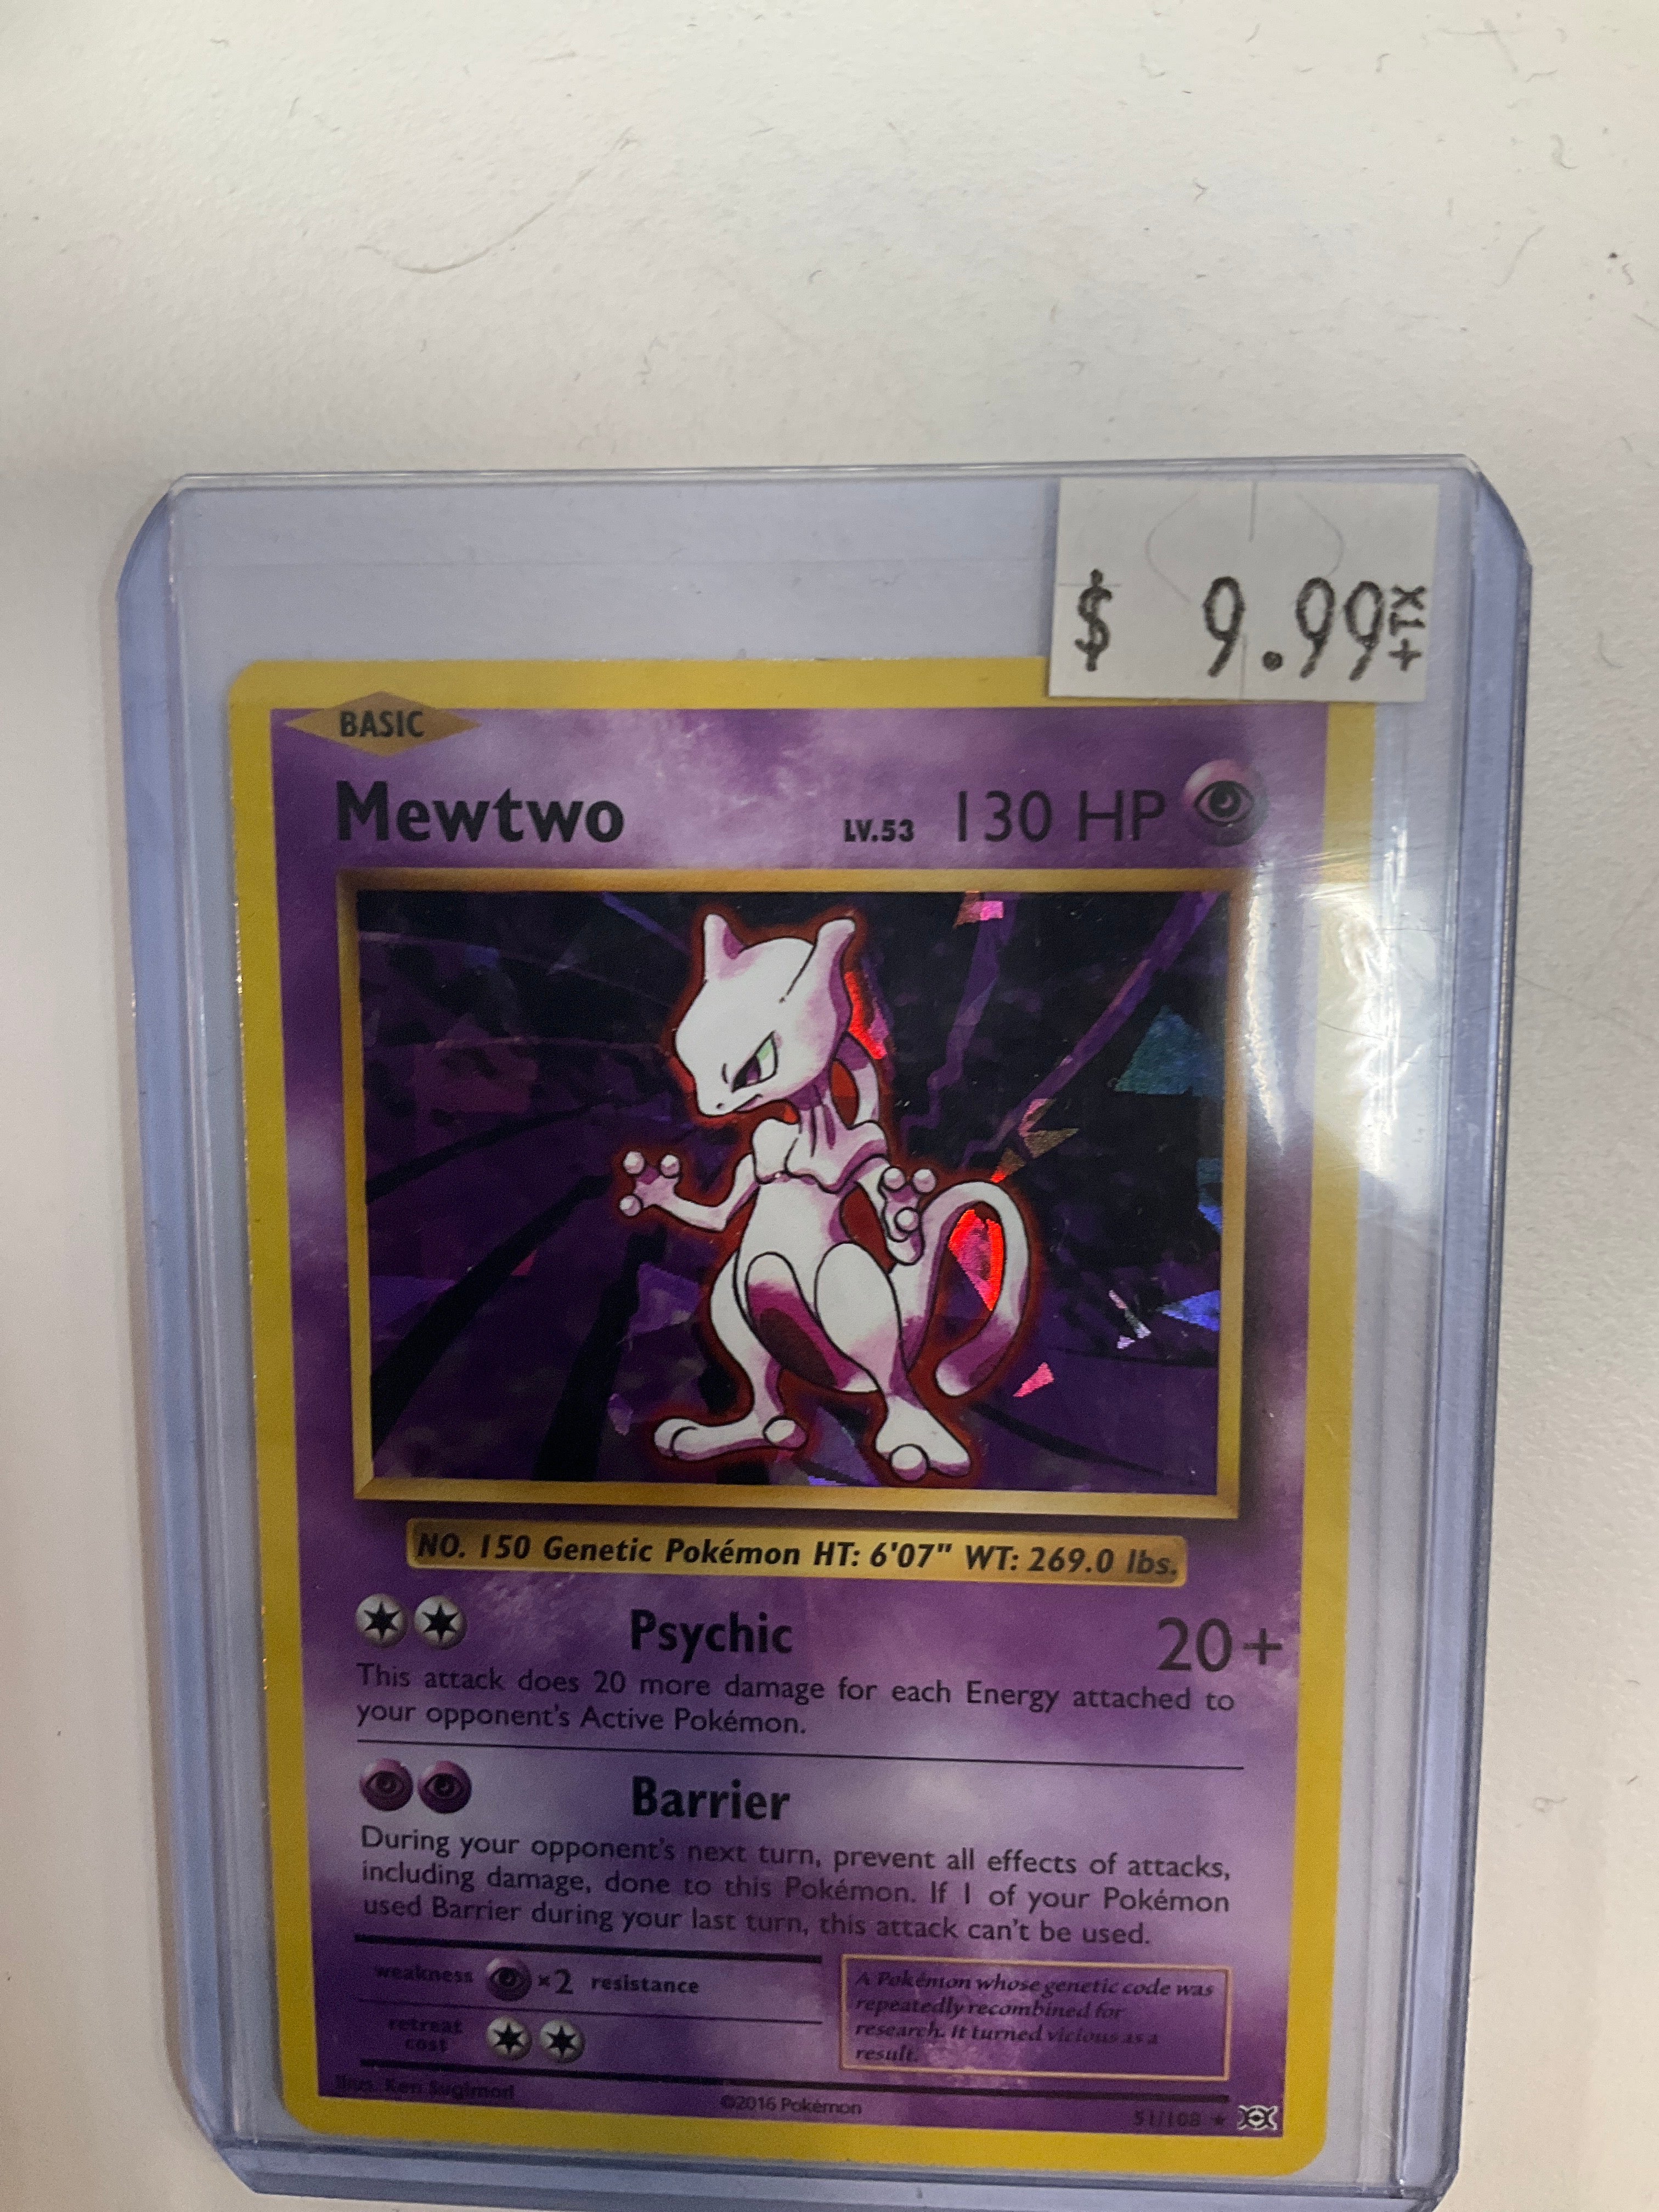 $ 9.99+TX
BASIC
Mewtwo LV.53 130 HP
NO. 150 Genetic Pokémon HT: 6'07" WT: 269.0 lbs.
Psychic 20+
This attack does 20 more damage for each Energy attached to
your opponent's Active Pokémon.
Barrier
During your opponent's next turn, prevent all effects of attacks,
including damage, done to this Pokémon. If 1 of your Pokémon
used Barrier during your last turn, this attack can't be used.
weakness ×2 resistance
retreat
cost
A Pokémon whose genetic code was
repeatedly recombined for
research. It turned vicious as a
result.
Illus. Ken Sugimori
©2016 Pokémon
51/108